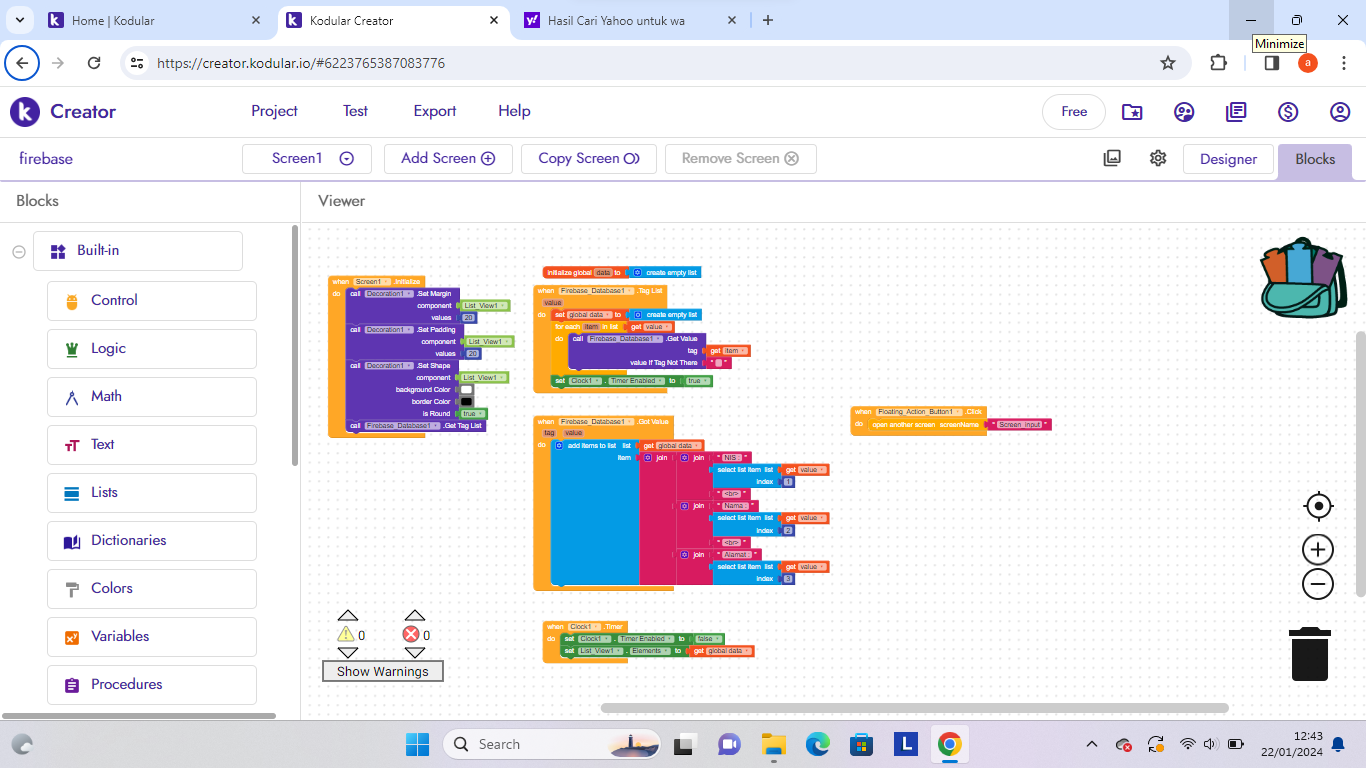 Home | Kodular
Kodular Creator
Hasil Cari Yahoo untuk wa
Minimize
https://creator.kodular.io/#6223765387083776
a
Creator
Project
Test
Export
Help
Free
firebase
Screen1
Add Screen
Copy Screen
Remove Screen
Designer
Blocks
Blocks
Viewer
Built-in
Control
Logic
Math
Text
Lists
Dictionaries
Colors
Variables
Procedures
when Screen1 .Initialize
do call Decoration1 .Set Margin
component List_View1
values 20
call Decoration1 .Set Padding
component List_View1
values 20
call Decoration1 .Set Shape
component List_View1
background Color
border Color
is Round true
call Firebase_Database1 .Get Tag List
initialize global data to create empty list
when Firebase_Database1 .Tag List
value
do set global data to create empty list
for each item in list get value
do call Firebase_Database1 .Get Value
tag get item
value If Tag Not There " "
set Clock1 . Timer Enabled to true
when Firebase_Database1 .Got Value
tag value
do add items to list list get global data
item join join " NIS : "
select list item list get value
index 1
" <br> "
join " Nama : "
select list item list get value
index 2
" <br> "
join " Alamat : "
select list item list get value
index 3
when Clock1 .Timer
do set Clock1 . Timer Enabled to false
set List_View1 . Elements to get global data
when Floating_Action_Button1 .Click
do open another screen screenName " Screen_input "
0
0
Show Warnings
Search
L
12:43
22/01/2024